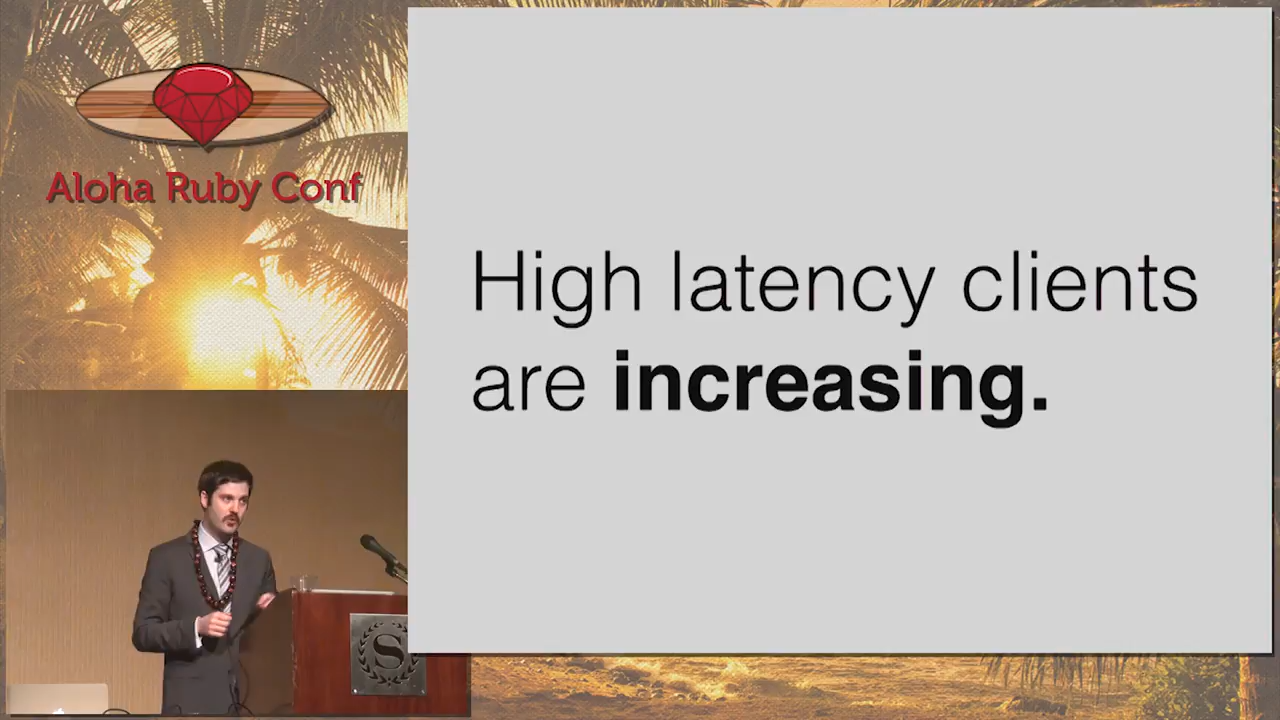 Aloha Ruby Conf
High latency clients
are increasing.
S